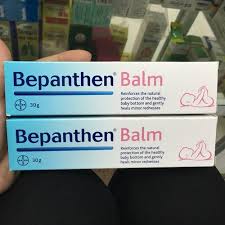 Bepanthen® Balm
30g
Reinforces the natural
protection of the healthy
baby bottom and gently
heals minor rednesses
Bepanthen® Balm
30g
Reinforces the natural
protection of the healthy
baby bottom and gently
heals minor rednesses